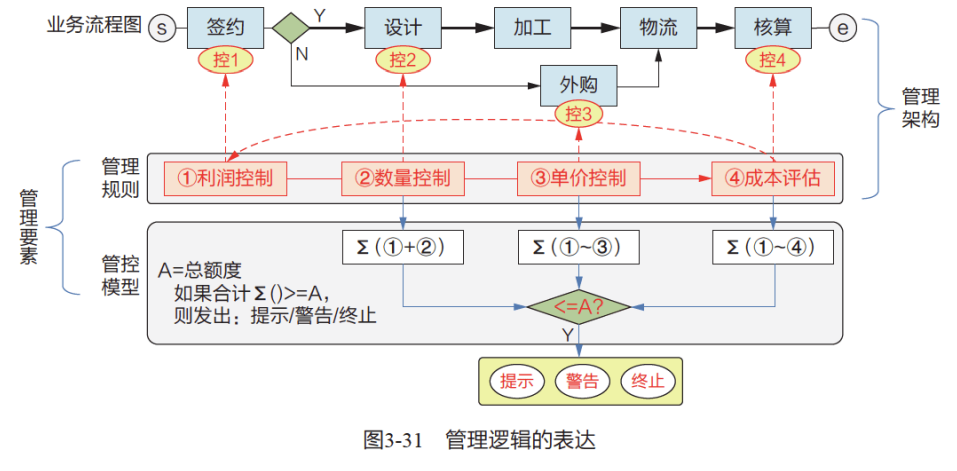 业务流程图 s 签约 Y 设计 加工 物流 核算 e
控1 N 控2 控4
外购
控3
管理
架构
管理
规则
①利润控制 ②数量控制 ③单价控制 ④成本评估
管理要素
管控
模型
Σ(①+②) Σ(①~③) Σ(①~④)
A=总额度
如果合计Σ()>=A,
则发出：提示/警告/终止
<=A?
Y
提示 警告 终止
图3-31 管理逻辑的表达